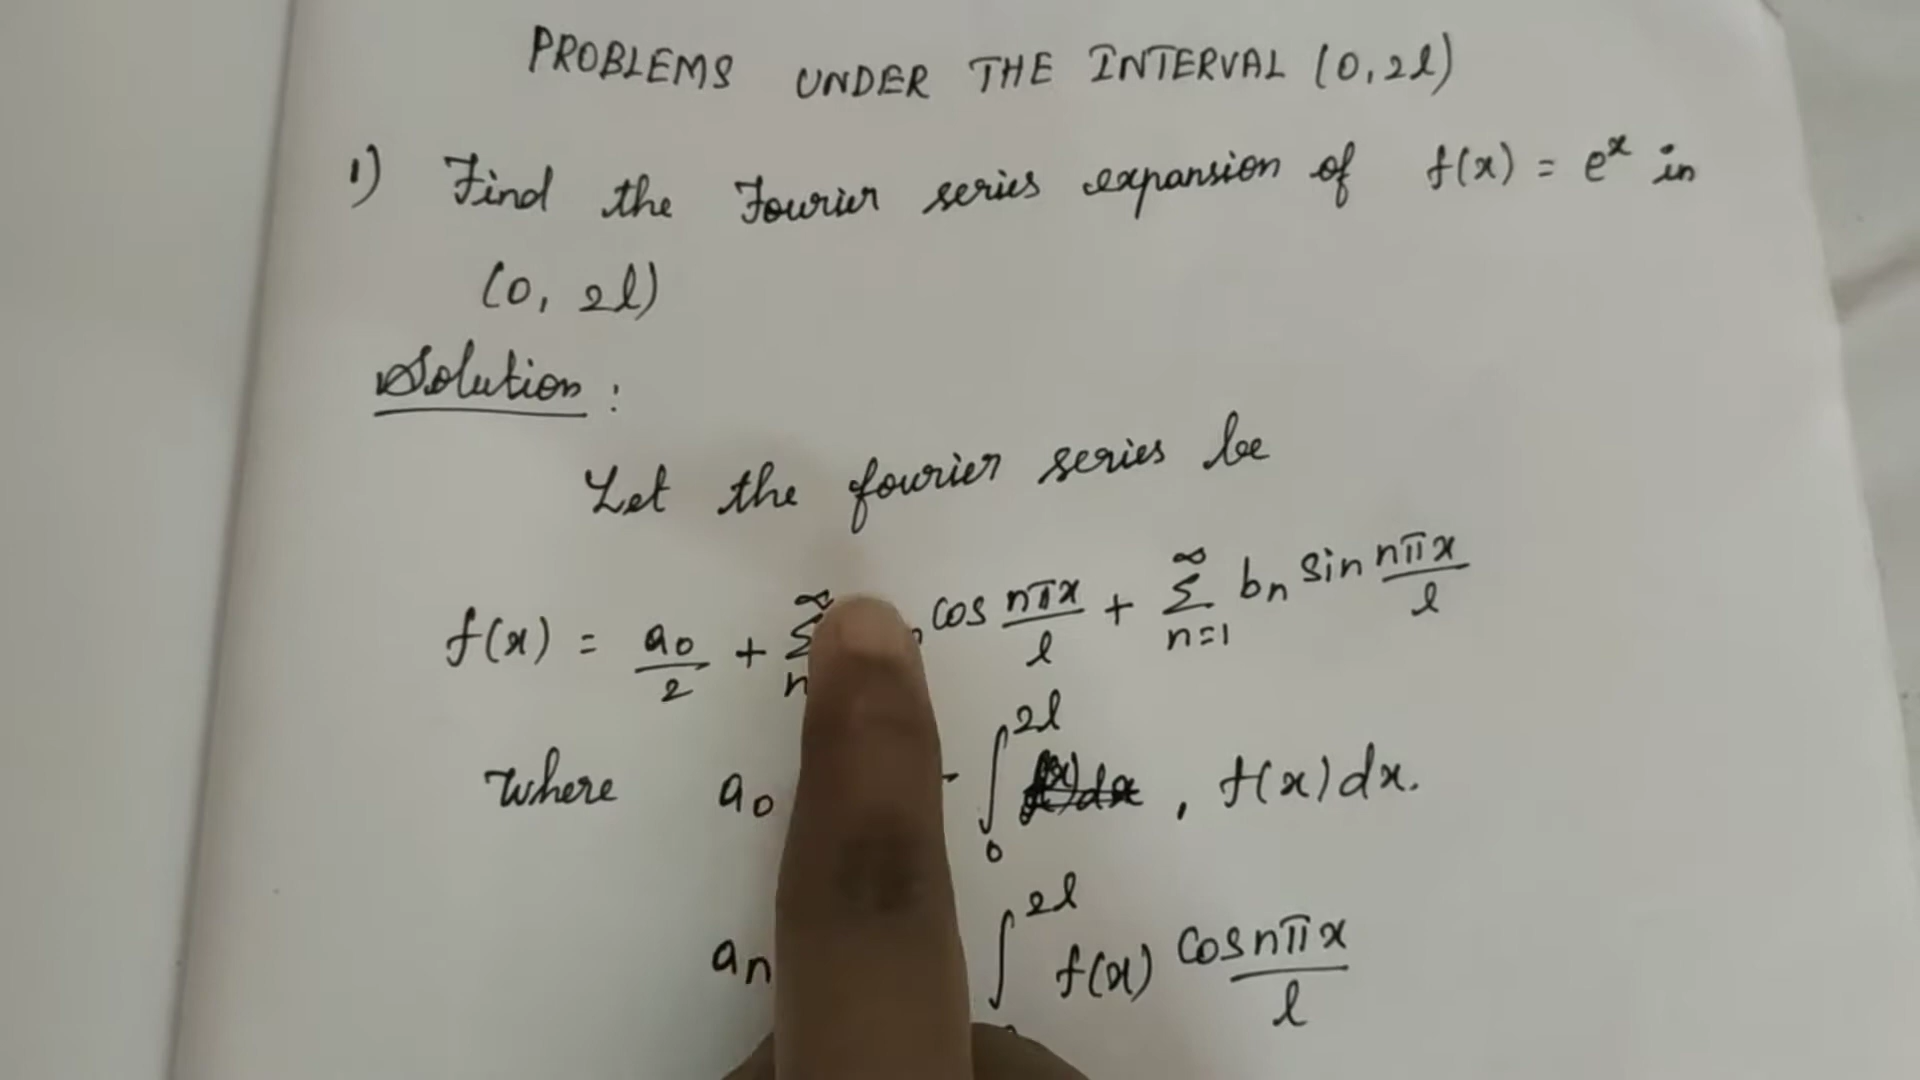 PROBLEMS UNDER THE INTERVAL (0, 2l)
1) Find the Fourier series expansion of f(x) = e^x in
(0, 2l)
Solution :
Let the fourier series be
f(x) = a0/2 + ∞ Σ n cos nπx/l + ∞ Σ n=1 bn sin nπx/l
Where a0 ∫ 0 2l , f(x) dx.
an ∫ 2l f(x) cos nπx/l